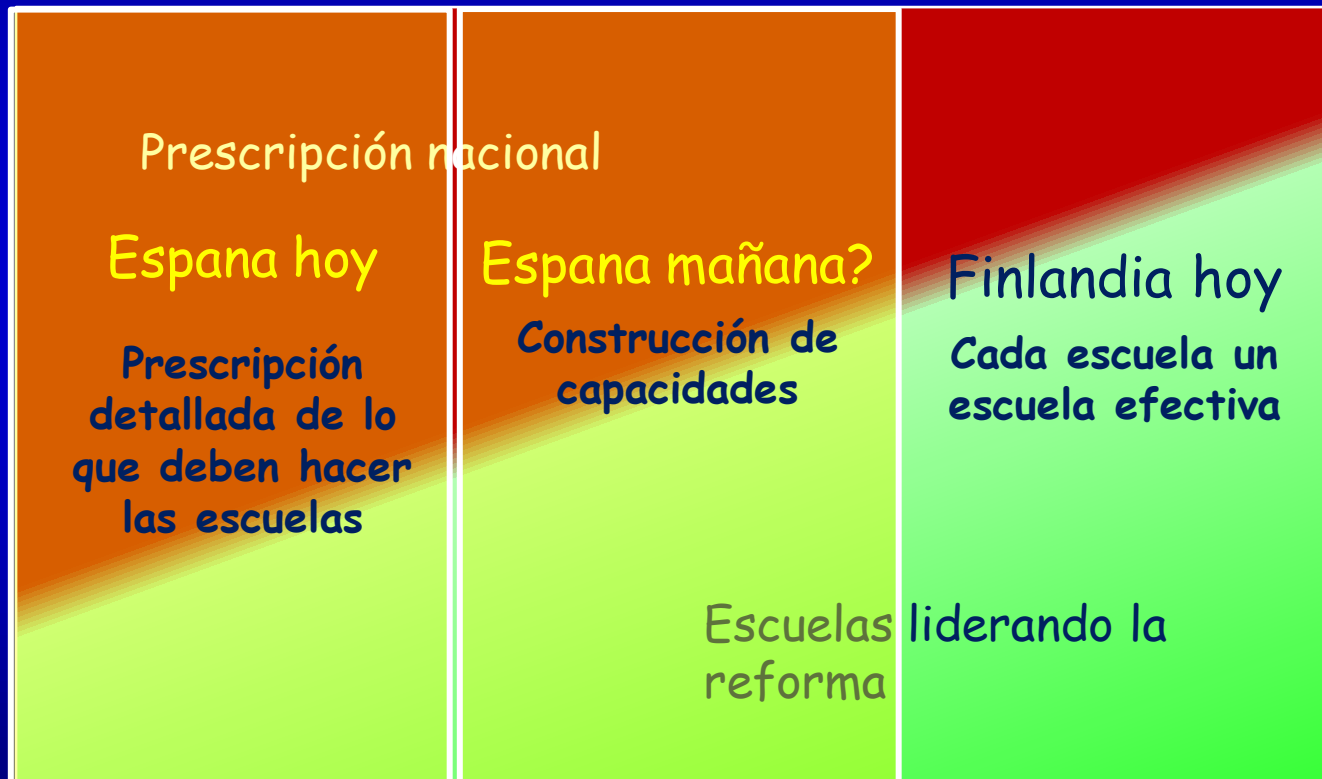 Prescripción nacional
Espana hoy
Prescripción
detallada de lo
que deben hacer
las escuelas
Espana mañana?
Construcción de
capacidades
Finlandia hoy
Cada escuela un
escuela efectiva
Escuelas liderando la
reforma